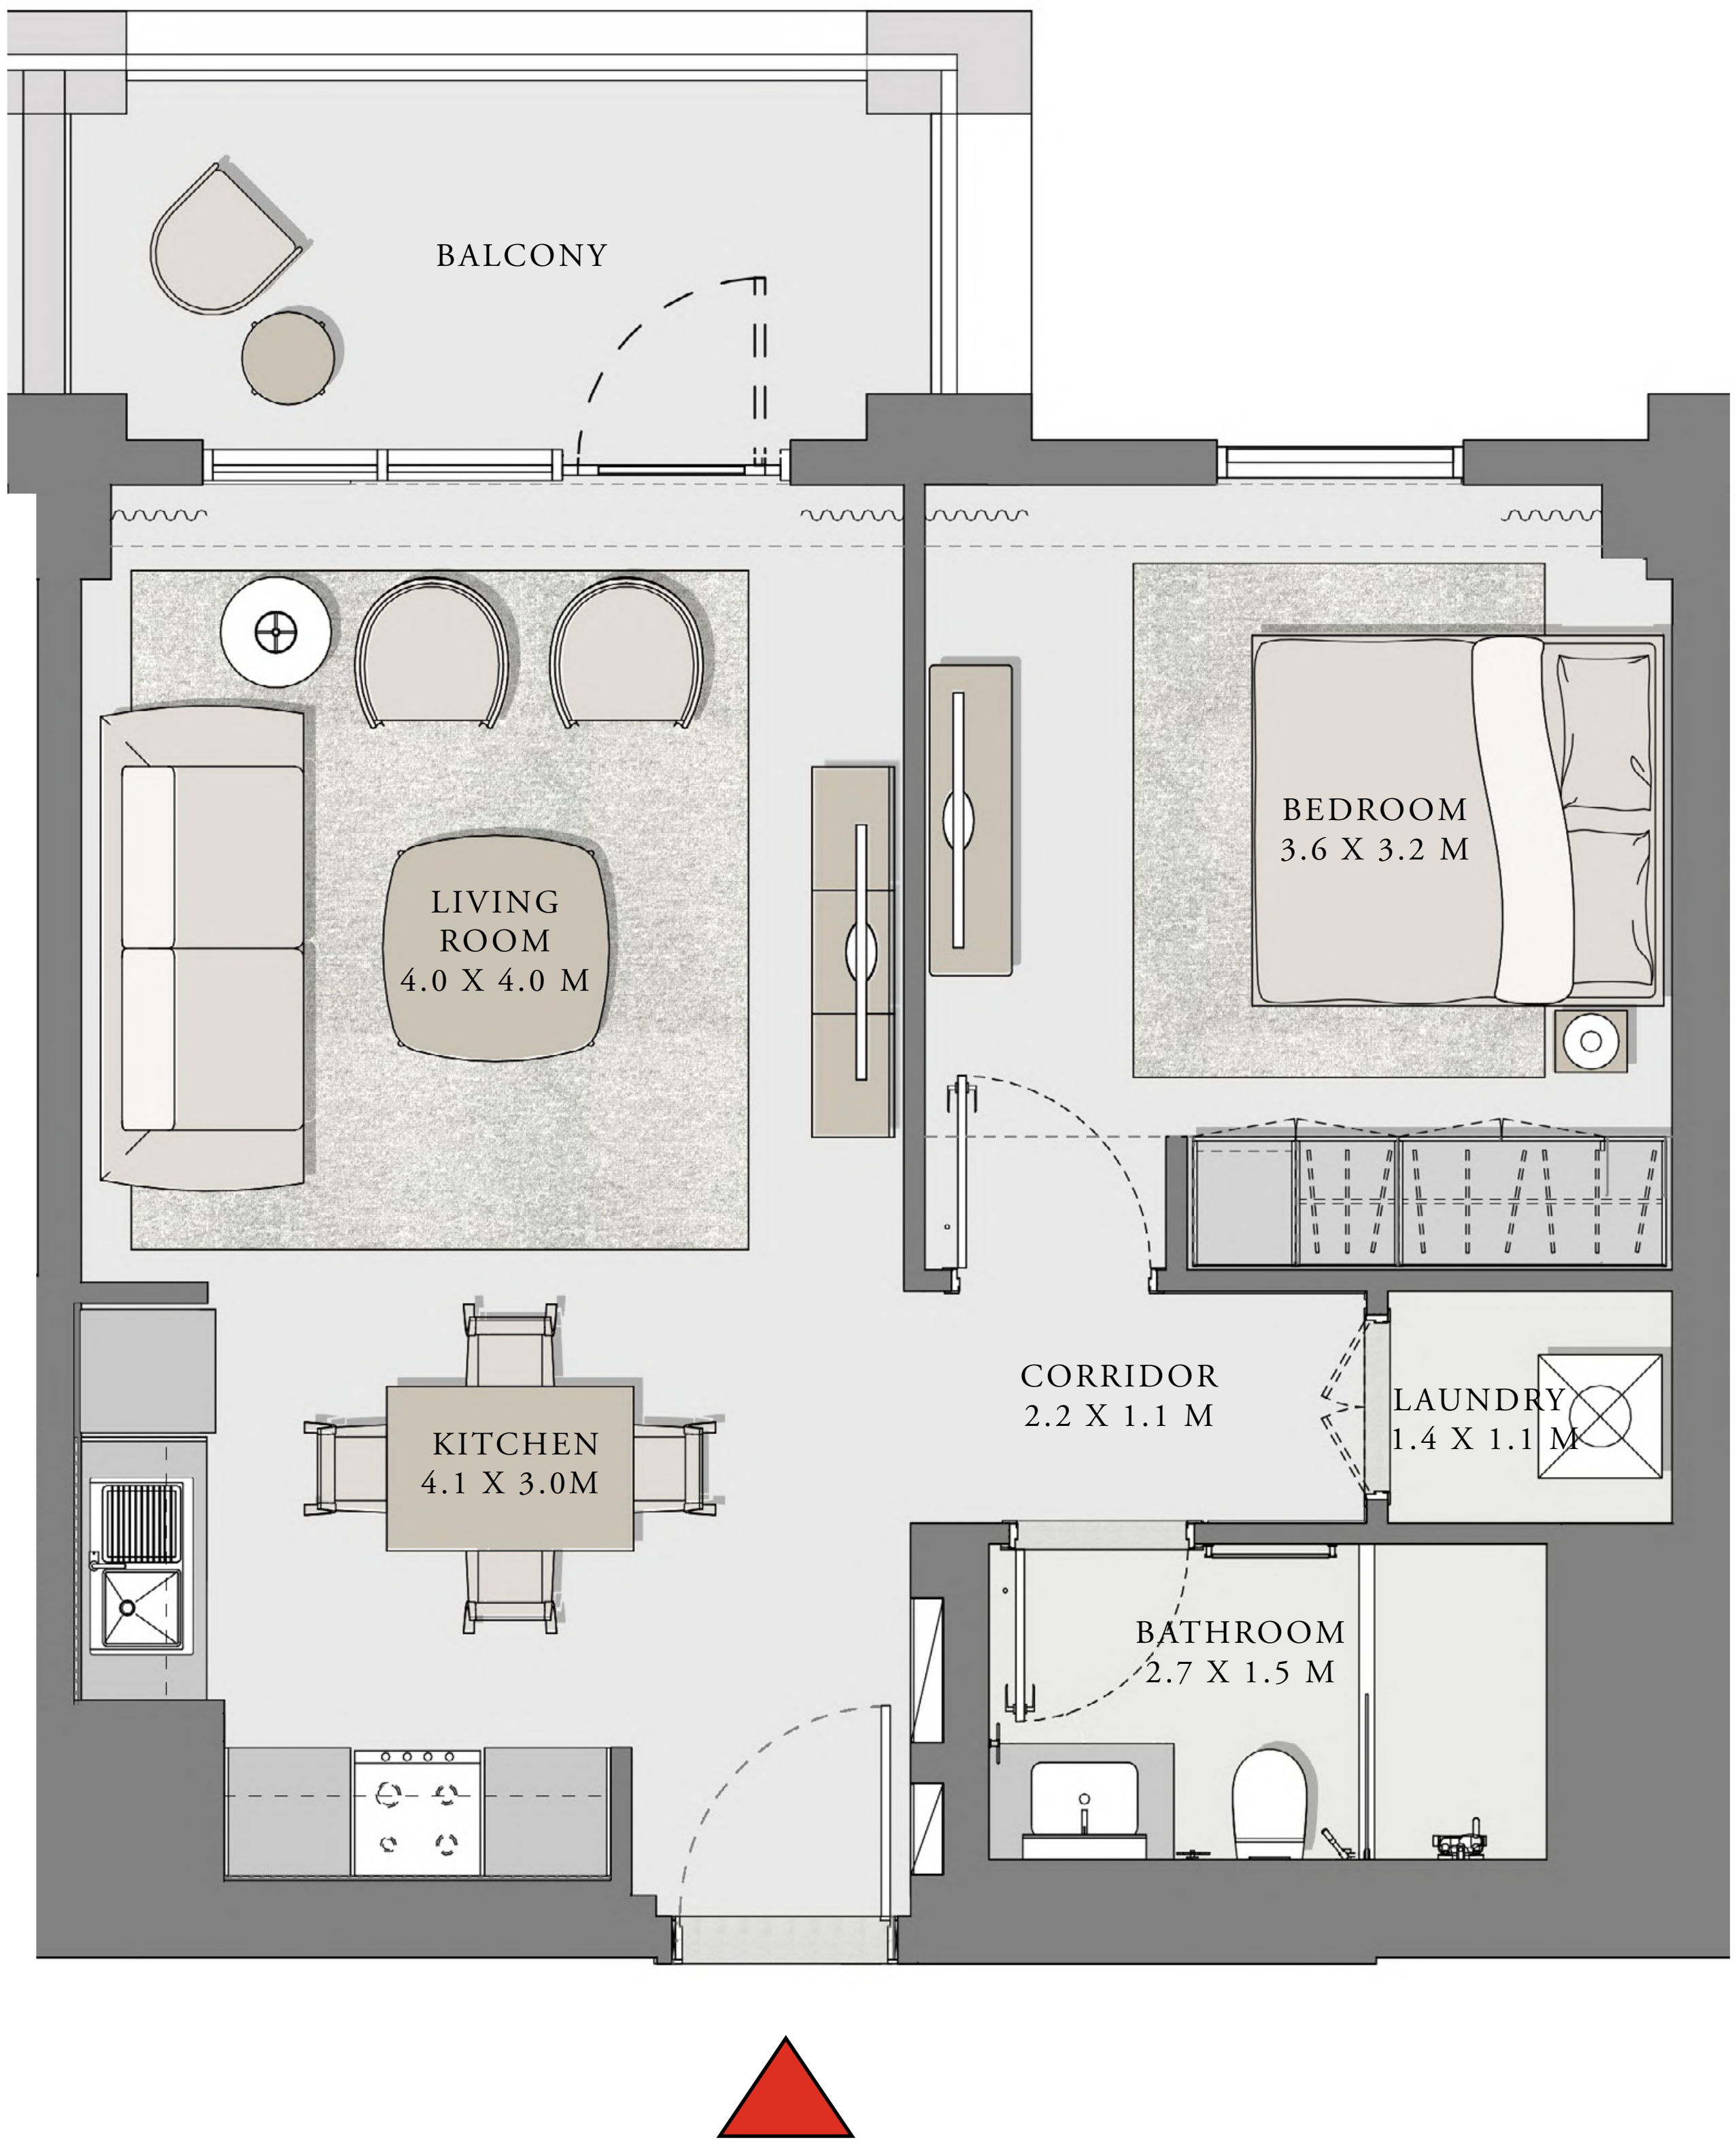 BALCONY
BEDROOM
3.6 X 3.2 M
LIVING
ROOM
4.0 X 4.0 M
CORRIDOR
2.2 X 1.1 M
LAUNDRY
1.4 X 1.1 M
KITCHEN
4.1 X 3.0M
BATHROOM
2.7 X 1.5 M